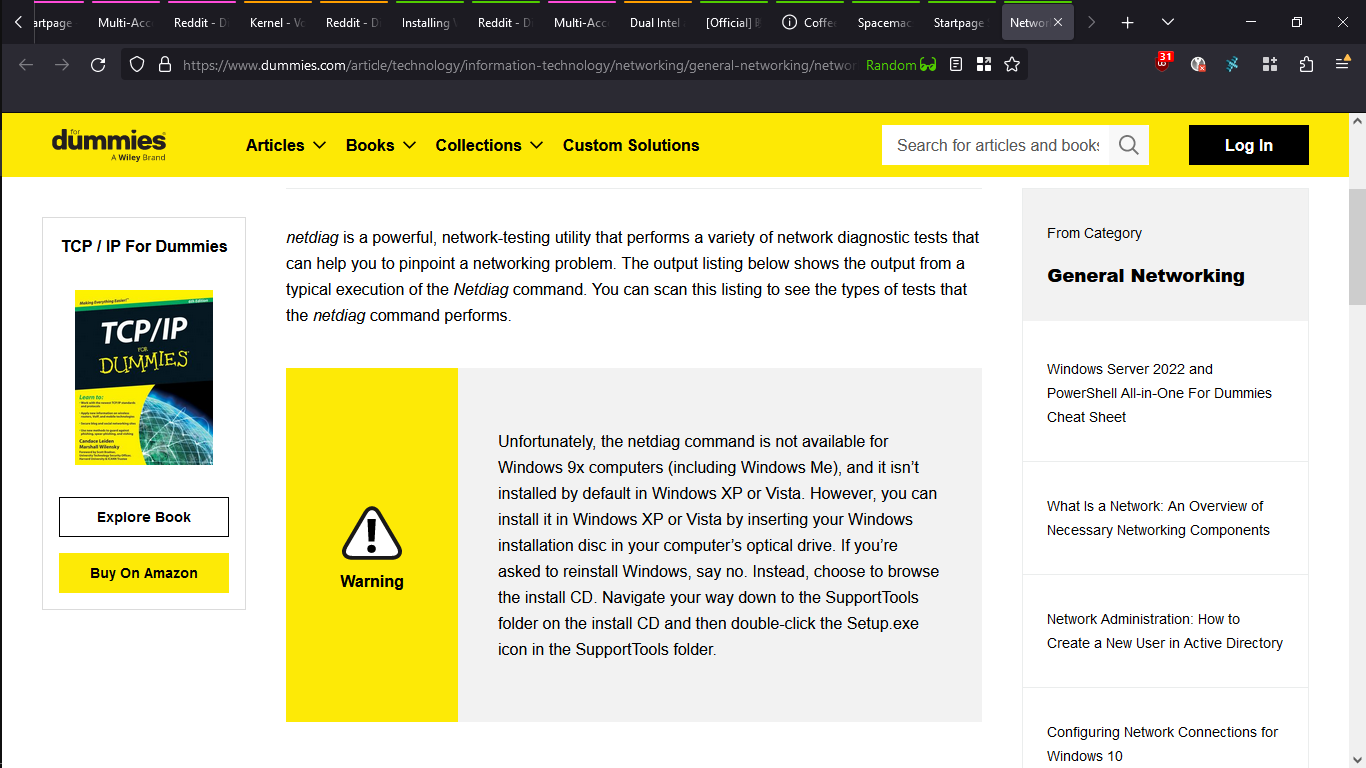 artpage
Multi-Acc
Reddit - D
Kernel - Vo
Reddit - D
Installing
Reddit - D
Multi-Acc
Dual Intel
[Official]
Coffe
Spacemac
Startpage
Networ
https://www.dummies.com/article/technology/information-technology/networking/general-networking/networ
Random
31
for
dummies
A Wiley Brand
Articles
Books
Collections
Custom Solutions
Search for articles and books
Log In
TCP / IP For Dummies
Making Everything Easier!
TCP/IP
FOR
DUMMIES
Learn to:
Candace Leiden
Marshall Wilensky
Explore Book
Buy On Amazon
netdiag is a powerful, network-testing utility that performs a variety of network diagnostic tests that
can help you to pinpoint a networking problem. The output listing below shows the output from a
typical execution of the Netdiag command. You can scan this listing to see the types of tests that
the netdiag command performs.
Warning
Unfortunately, the netdiag command is not available for
Windows 9x computers (including Windows Me), and it isn’t
installed by default in Windows XP or Vista. However, you can
install it in Windows XP or Vista by inserting your Windows
installation disc in your computer’s optical drive. If you’re
asked to reinstall Windows, say no. Instead, choose to browse
the install CD. Navigate your way down to the SupportTools
folder on the install CD and then double-click the Setup.exe
icon in the SupportTools folder.
From Category
General Networking
Windows Server 2022 and
PowerShell All-in-One For Dummies
Cheat Sheet
What Is a Network: An Overview of
Necessary Networking Components
Network Administration: How to
Create a New User in Active Directory
Configuring Network Connections for
Windows 10